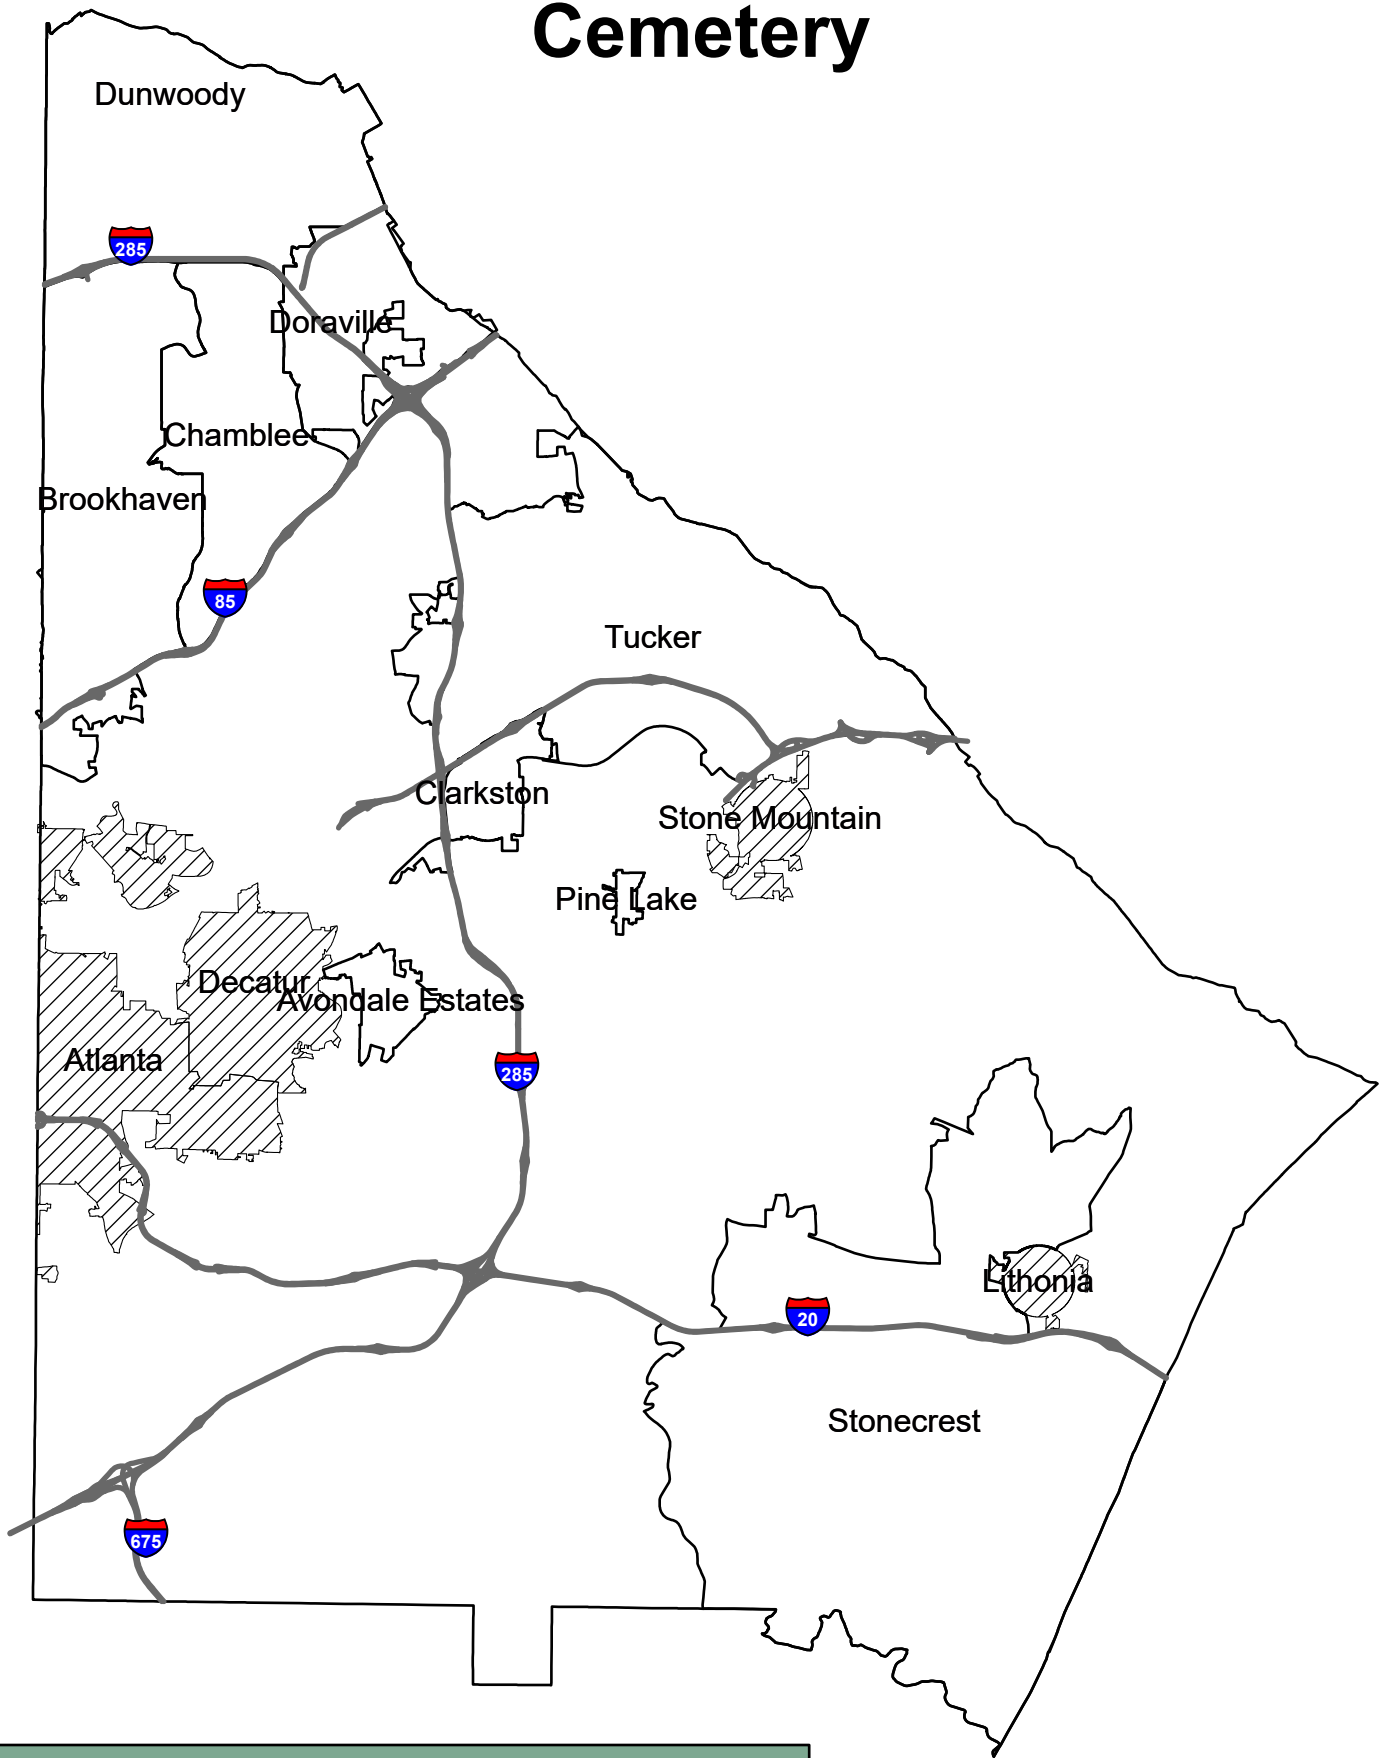 Cemetery
Dunwoody
285
Doraville
Chamblee
Brookhaven
85
Tucker
Clarkston
Stone Mountain
Pine Lake
Decatur
Avondale Estates
Atlanta
285
Lithonia
20
Stonecrest
675